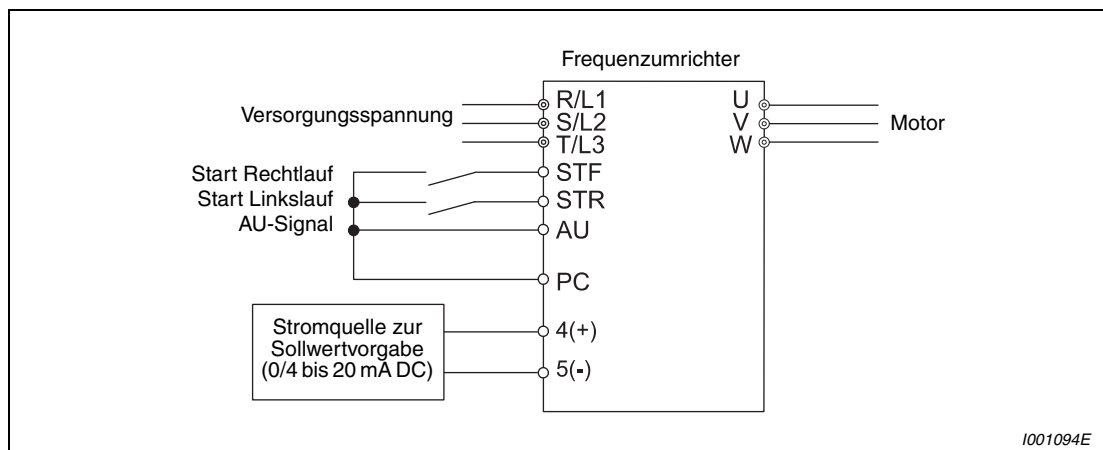 Frequenzumrichter
Versorgungsspannung
R/L1
S/L2
T/L3
U
V
W
Motor
Start Rechtlauf
STF
Start Linkslauf
STR
AU-Signal
AU
PC
Stromquelle zur
Sollwertvorgabe
(0/4 bis 20 mA DC)
4(+)
5(-)
I001094E